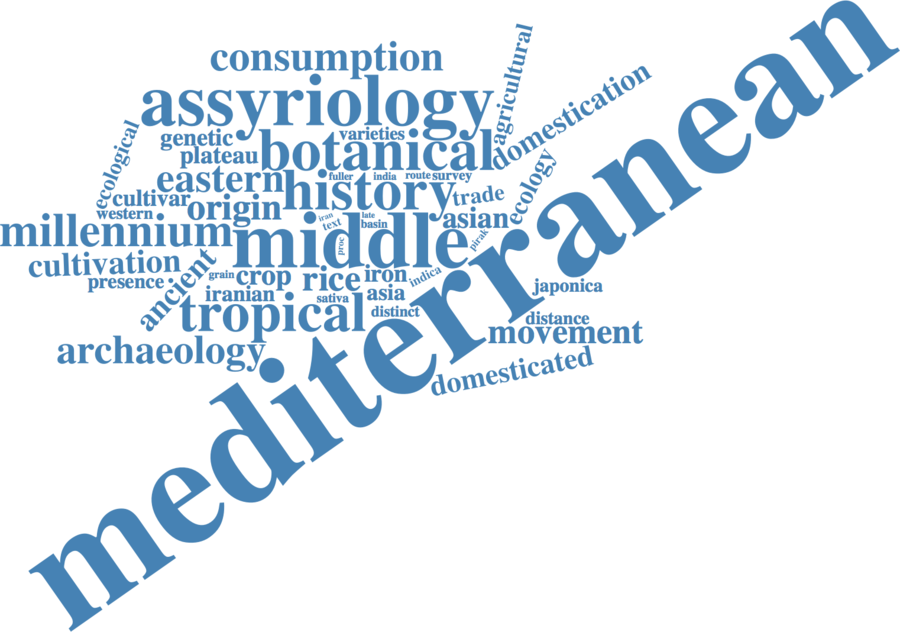 consumption
agricultural
assyriology
domestication
mediterranean
ecological
genetic
varieties
plateau
botanical
ecology
eastern
fuller
india
route
survey
cultivar
history
trade
western
origin
asian
iran
text
late
basin
millennium
middle
proc
pirak
cultivation
ancient
presence
grain
crop
rice
iron
indica
iranian
sativa
asia
japonica
tropical
distinct
distance
movement
archaeology
domesticated